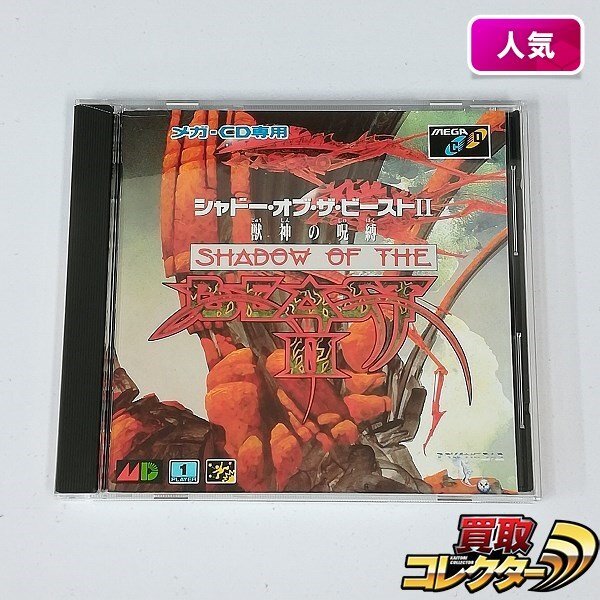 人気
メガ-CD専用
MEGA
CD
シャドー・オブ・ザ・ビーストII
じゅう しん じゅ ばく
獣神の呪縛
SHADOW OF THE
BEAST
II
MD
1
PLAYER
PSYGNOSIS
買取
KAITORI
COLLECTOR
コレクター